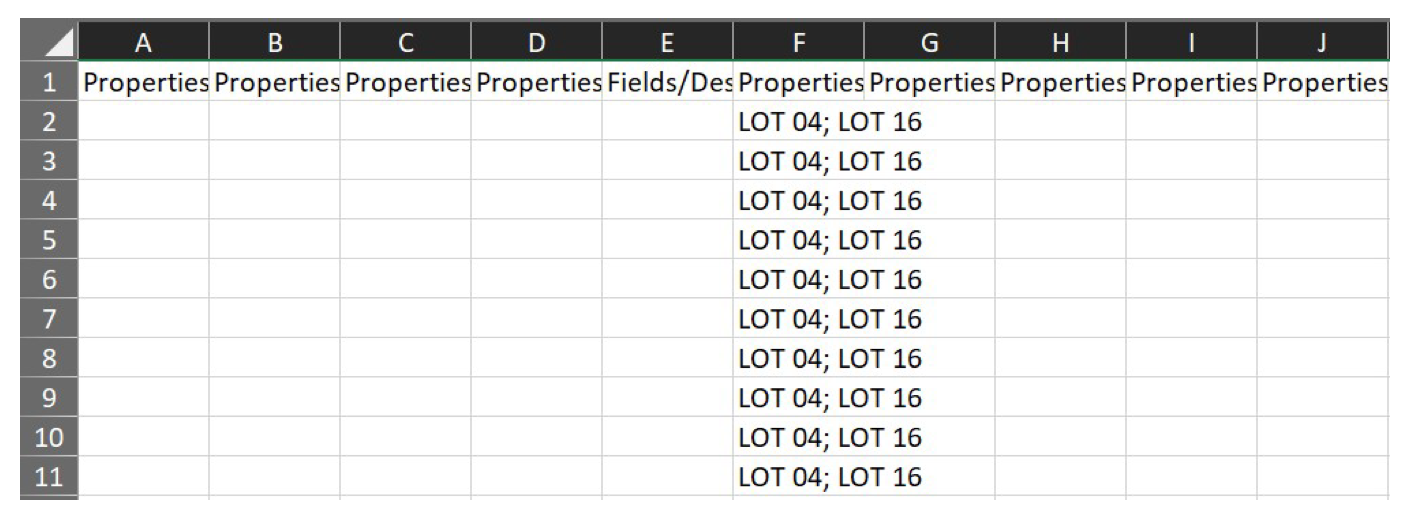 A B C D E F G H I J
1 Properties Properties Properties Properties Fields/Des Properties Properties Properties Properties Properties
2 LOT 04; LOT 16
3 LOT 04; LOT 16
4 LOT 04; LOT 16
5 LOT 04; LOT 16
6 LOT 04; LOT 16
7 LOT 04; LOT 16
8 LOT 04; LOT 16
9 LOT 04; LOT 16
10 LOT 04; LOT 16
11 LOT 04; LOT 16